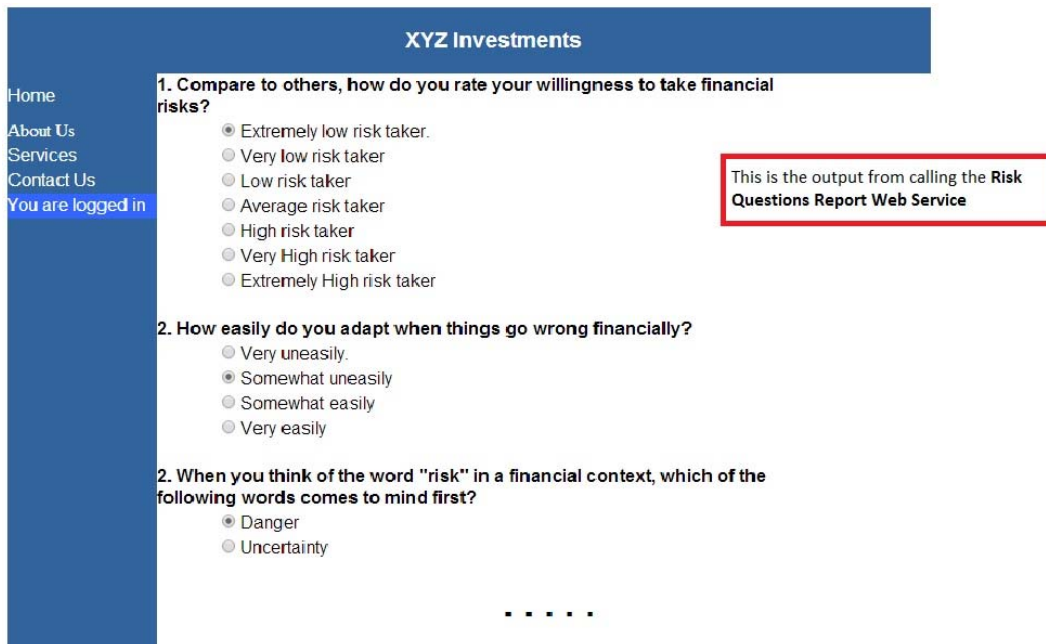 XYZ Investments
Home
About Us
Services
Contact Us
You are logged in
1. Compare to others, how do you rate your willingness to take financial
risks?
Extremely low risk taker.
Very low risk taker
Low risk taker
Average risk taker
High risk taker
Very High risk taker
Extremely High risk taker
This is the output from calling the Risk
Questions Report Web Service
2. How easily do you adapt when things go wrong financially?
Very uneasily.
Somewhat uneasily
Somewhat easily
Very easily
2. When you think of the word "risk" in a financial context, which of the
following words comes to mind first?
Danger
Uncertainty
. . . . .